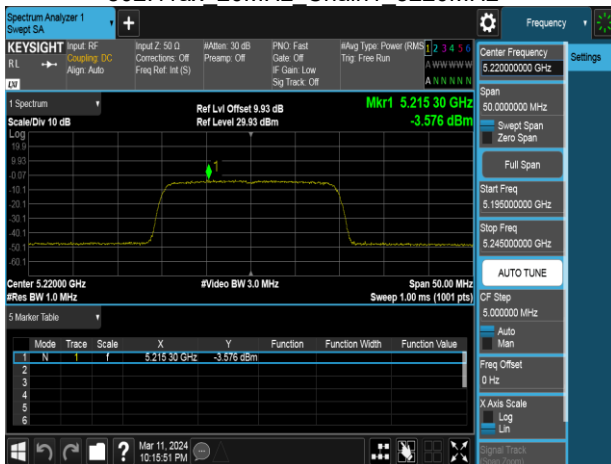 Spectrum Analyzer 1
Swept SA
+
Frequency
KEYSIGHT
RL
LXI
Input: RF
Coupling: DC
Align: Auto
Input Z: 50 Ω
Corrections: Off
Freq Ref: Int (S)
#Atten: 30 dB
Preamp: Off
PNO: Fast
Gate: Off
IF Gain: Low
Sig Track: Off
#Avg Type: Power (RMS
Trig: Free Run
1 2 3 4 5 6
A W W W W W
A N N N N N
Center Frequency
5.220000000 GHz
Settings
Span
50.0000000 MHz
Swept Span
Zero Span
Full Span
Start Freq
5.195000000 GHz
Stop Freq
5.245000000 GHz
AUTO TUNE
CF Step
5.000000 MHz
Auto
Man
Freq Offset
0 Hz
X Axis Scale
Log
Lin
Signal Track
(Span Zoom)
1 Spectrum
Scale/Div 10 dB
Ref Lvl Offset 9.93 dB
Ref Level 29.93 dBm
Mkr1 5.215 30 GHz
-3.576 dBm
Log
19.9
9.93
-0.07
-10.1
-20.1
-30.1
-40.1
-50.1
-60.1
1
Center 5.22000 GHz
#Res BW 1.0 MHz
#Video BW 3.0 MHz
Span 50.00 MHz
Sweep 1.00 ms (1001 pts)
5 Marker Table
Mode Trace Scale X Y Function Function Width Function Value
1 N 1 f 5.215 30 GHz -3.576 dBm
2
3
4
5
6
?
Mar 11, 2024
10:15:51 PM